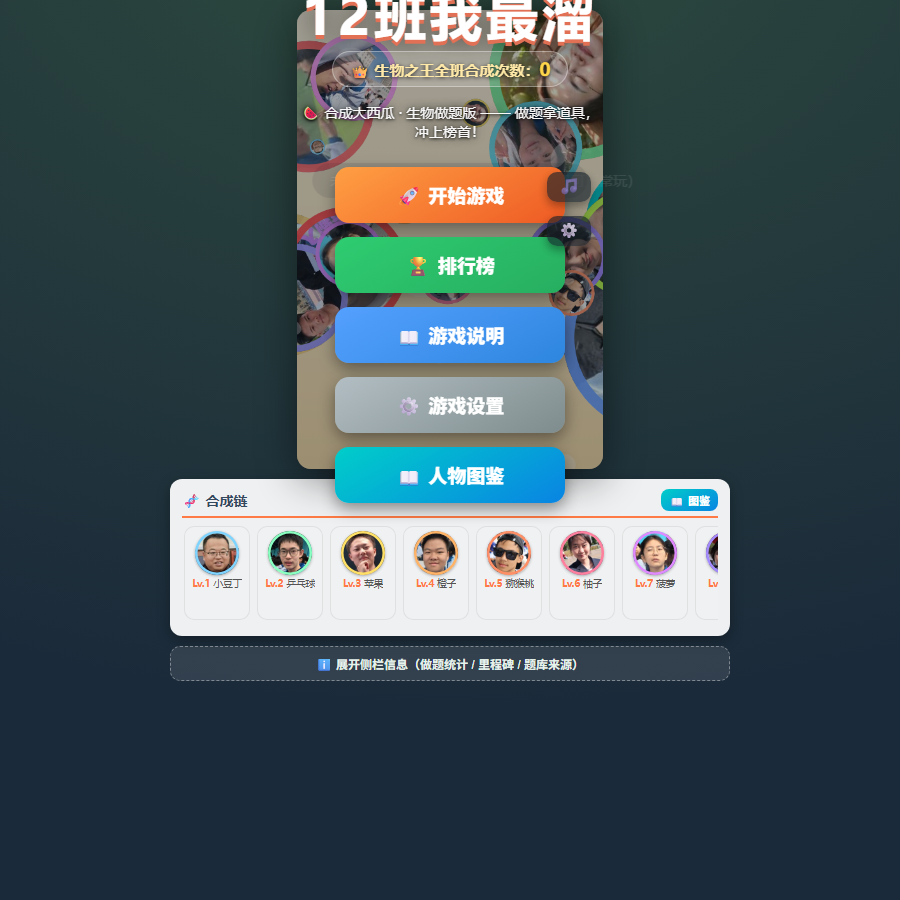 12班我最溜
👑 生物之王全班合成次数：0
🍉 合成大西瓜 · 生物做题版 —— 做题拿道具，
冲上榜首！
🚀 开始游戏
常玩）
🏆 排行榜
📖 游戏说明
⚙️ 游戏设置
📖 人物图鉴
🧬 合成链
📖 图鉴
Lv.1 小豆丁
Lv.2 乒乓球
Lv.3 苹果
Lv.4 橙子
Lv.5 猕猴桃
Lv.6 柚子
Lv.7 菠萝
Lv
ℹ️ 展开侧栏信息（做题统计 / 里程碑 / 题库来源）